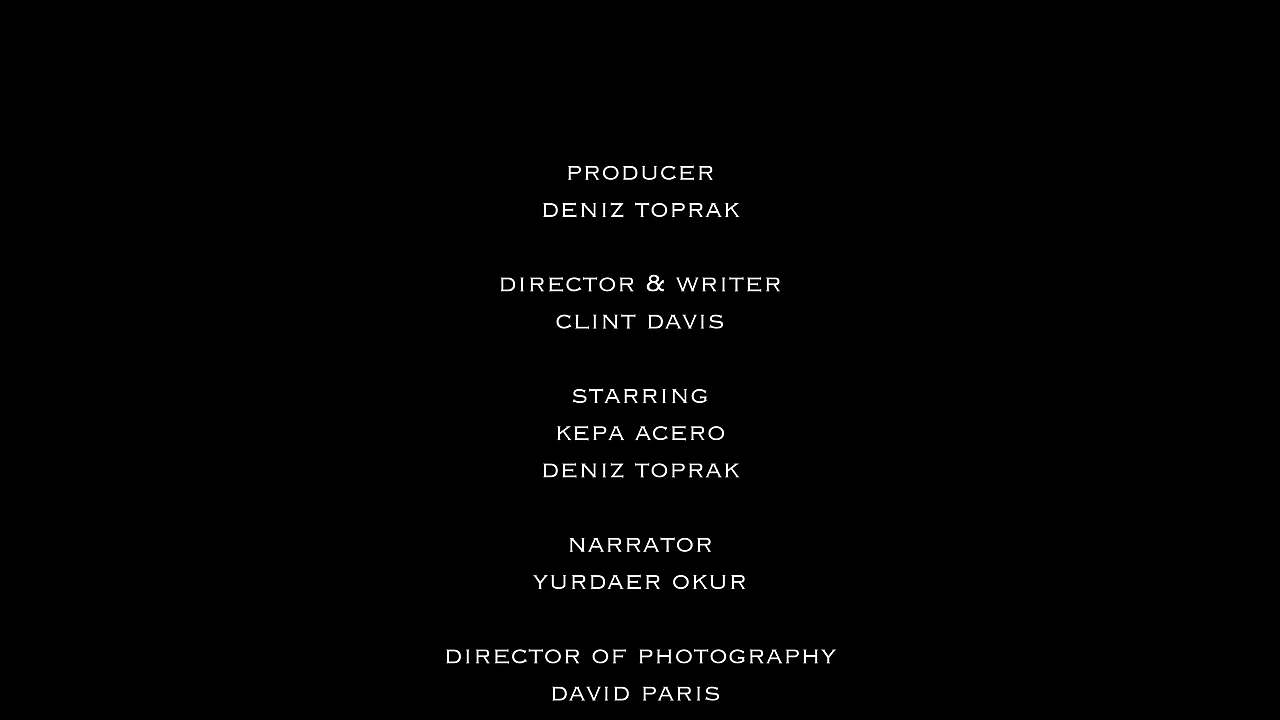 PRODUCER
DENIZ TOPRAK
DIRECTOR & WRITER
CLINT DAVIS
STARRING
KEPA ACERO
DENIZ TOPRAK
NARRATOR
YURDAER OKUR
DIRECTOR OF PHOTOGRAPHY
DAVID PARIS